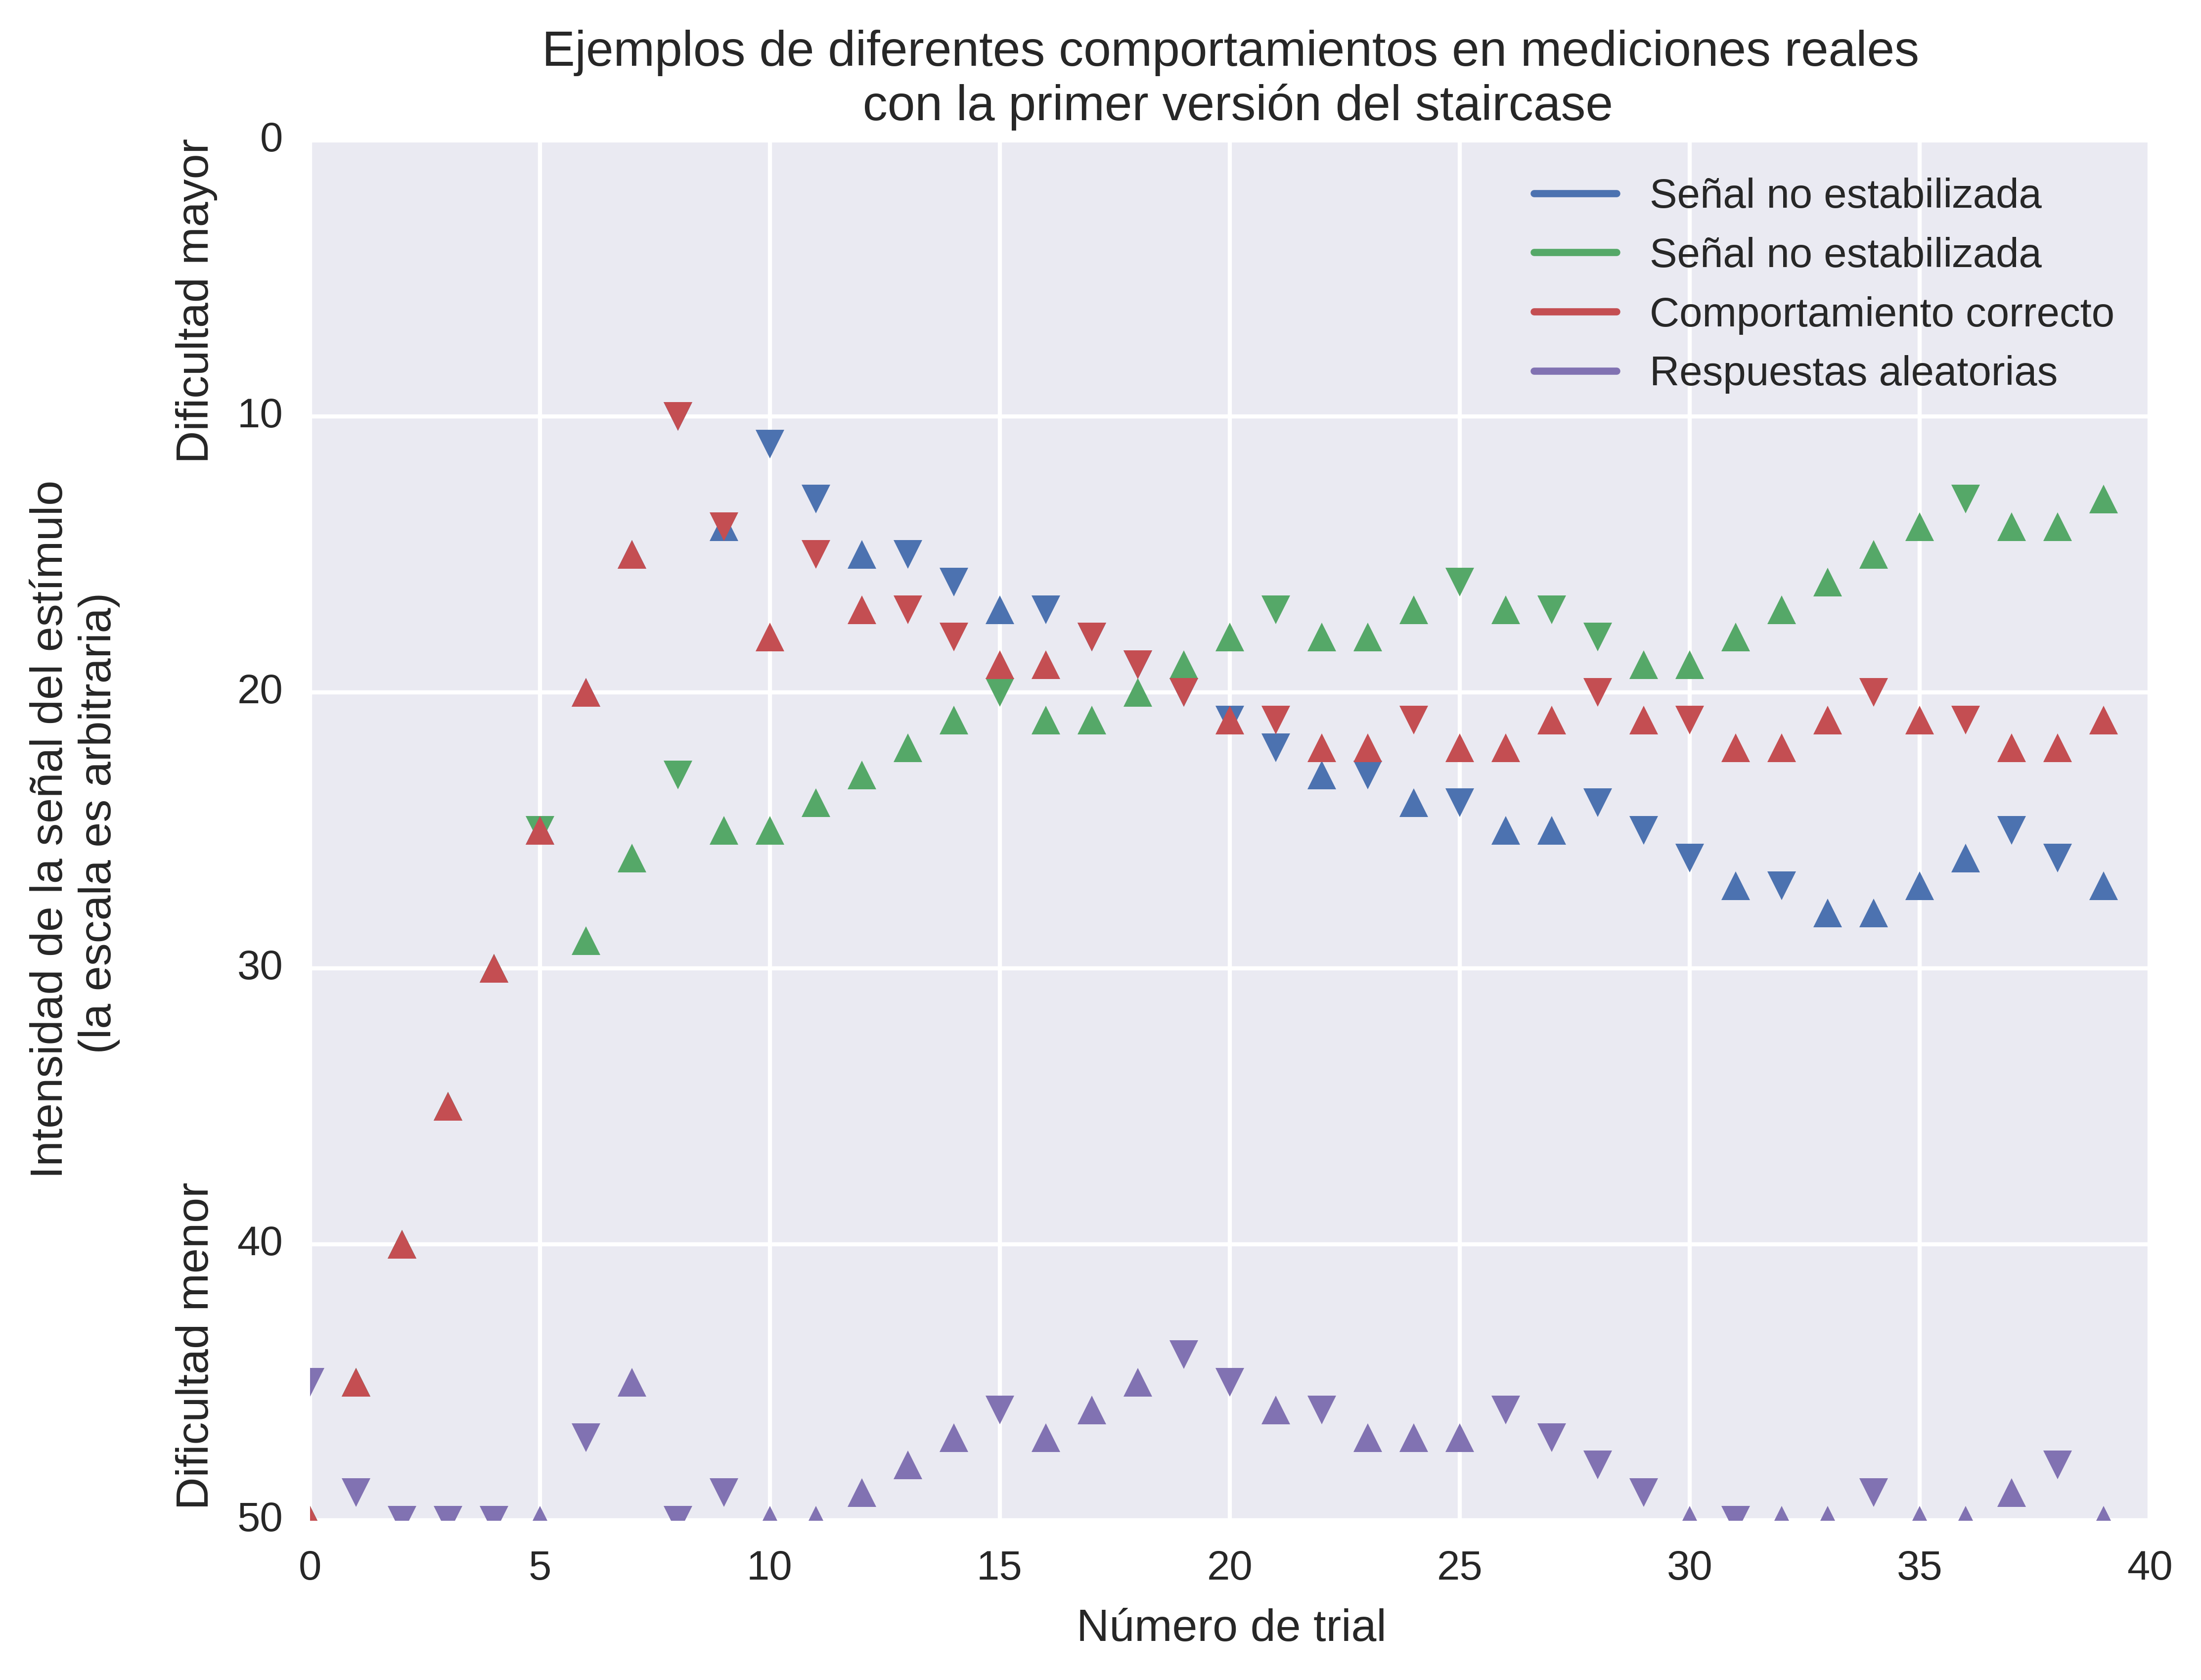 Ejemplos de diferentes comportamientos en mediciones reales
con la primer versión del staircase
Señal no estabilizada
Señal no estabilizada
Comportamiento correcto
Respuestas aleatorias
Intensidad de la señal del estímulo
(la escala es arbitraria)
Dificultad mayor
Dificultad menor
0
10
20
30
40
50
0 5 10 15 20 25 30 35 40
Número de trial